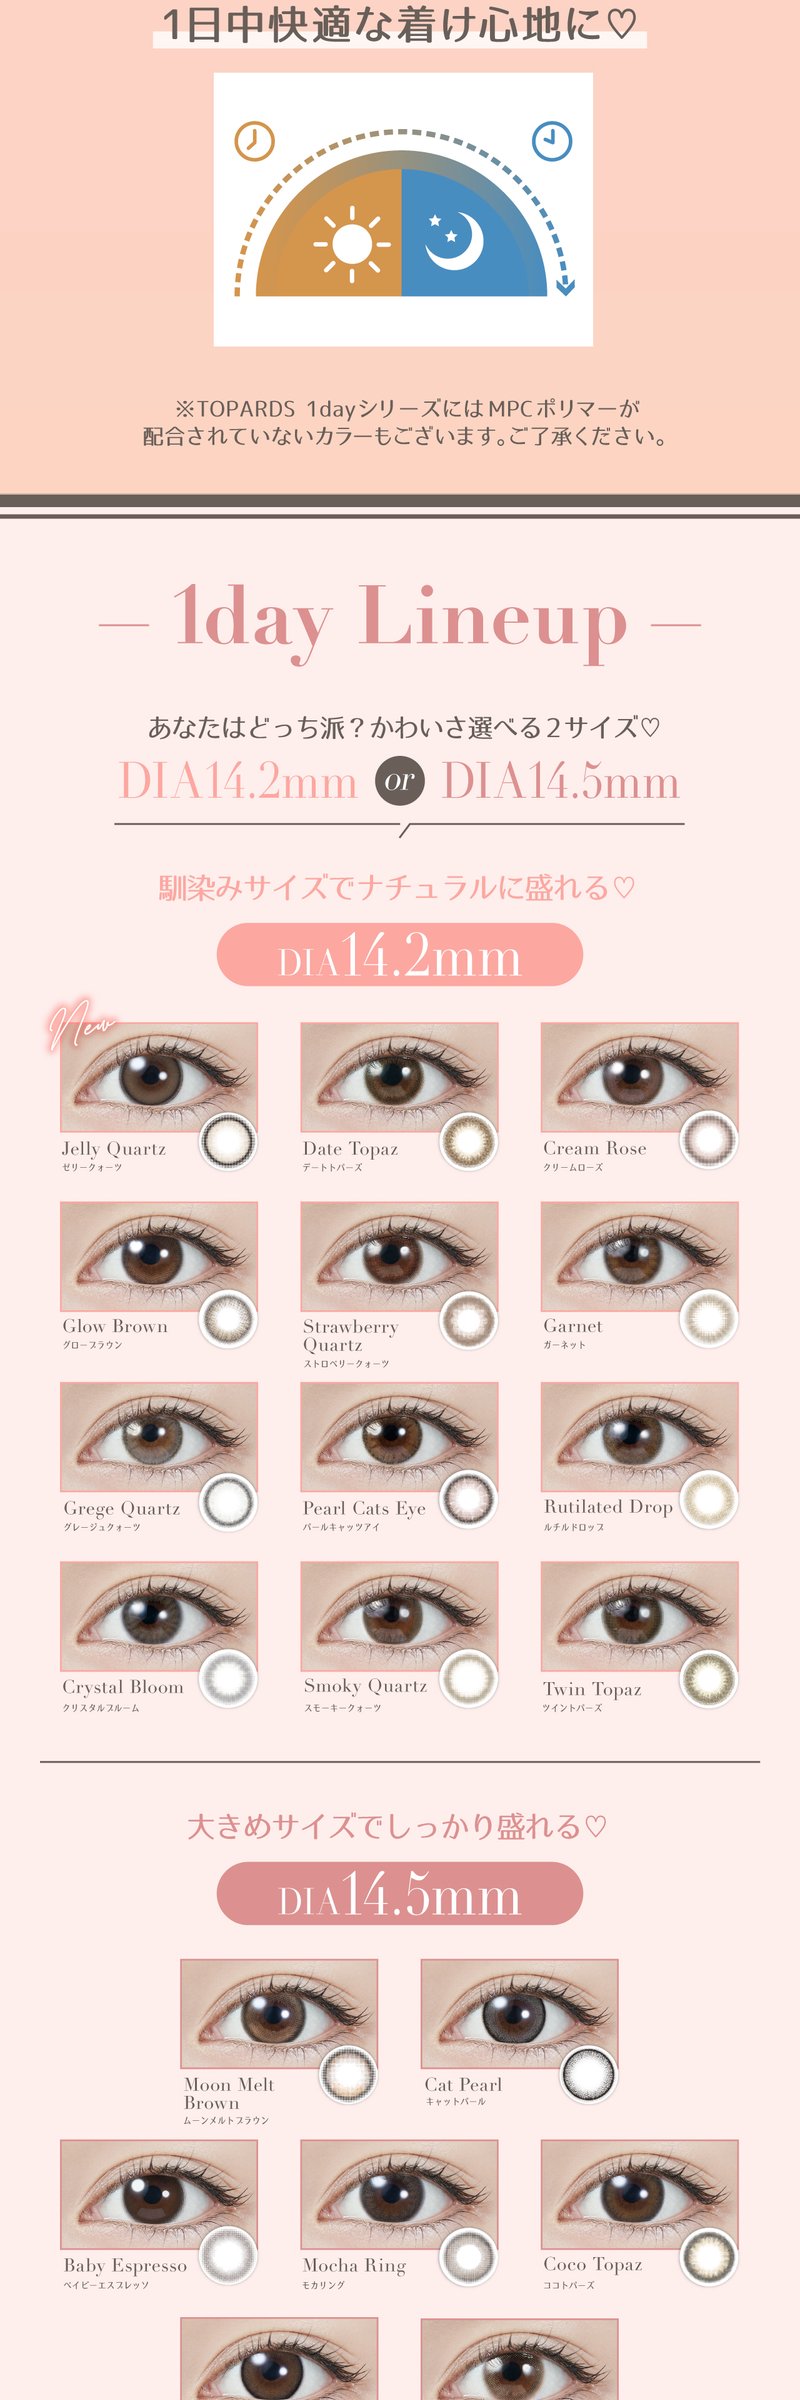 1日中快適な着け心地に♡
※TOPARDS 1dayシリーズにはMPCポリマーが
配合されていないカラーもございます。ご了承ください。
1day Lineup
あなたはどっち派？かわいさ選べる2サイズ♡
DIA14.2mm or DIA14.5mm
馴染みサイズでナチュラルに盛れる♡
DIA14.2mm
New
Jelly Quartz
ゼリークォーツ
Date Topaz
デートトパーズ
Cream Rose
クリームローズ
Glow Brown
グローブラウン
Strawberry
Quartz
ストロベリークォーツ
Garnet
ガーネット
Grege Quartz
グレージュクォーツ
Pearl Cats Eye
パールキャッツアイ
Rutilated Drop
ルチルドロップ
Crystal Bloom
クリスタルブルーム
Smoky Quartz
スモーキークォーツ
Twin Topaz
ツイントパーズ
大きめサイズでしっかり盛れる♡
DIA14.5mm
Moon Melt
Brown
ムーンメルトブラウン
Cat Pearl
キャットパール
Baby Espresso
ベイビーエスプレッソ
Mocha Ring
モカリング
Coco Topaz
ココトパーズ